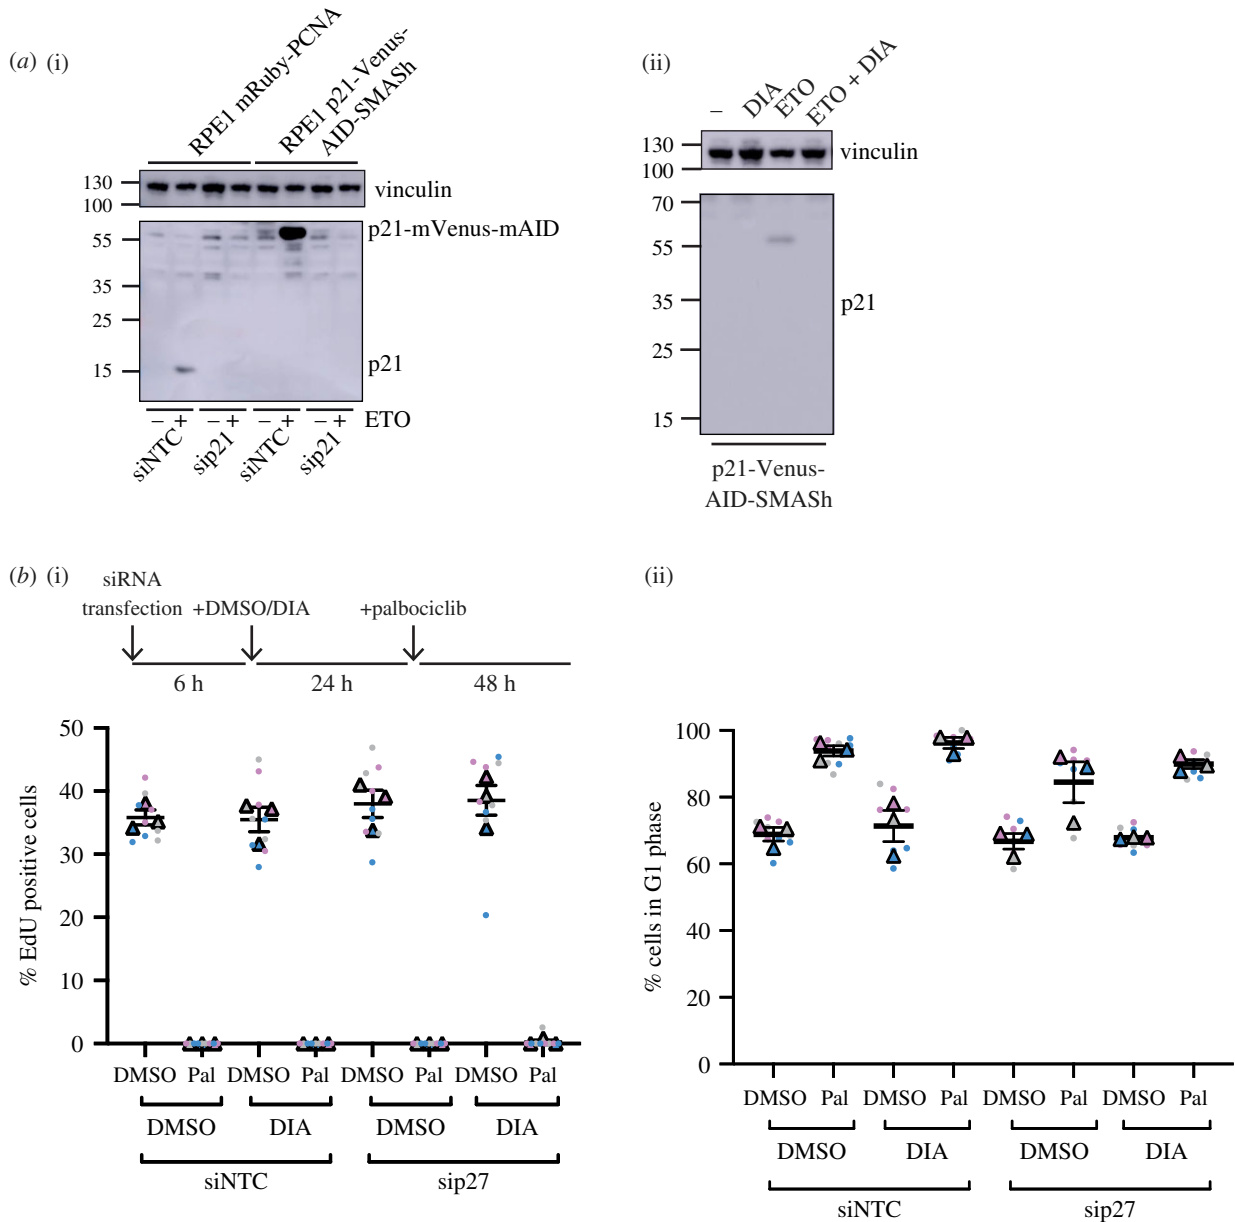 (a) (i)
RPE1 mRuby-PCNA
RPE1 p21-Venus-
AID-SMASh
130
100
vinculin
55
35
25
15
p21-mVenus-mAID
p21
– + – + – + – + ETO
siNTC sip21 siNTC sip21
(ii)
– DIA ETO ETO + DIA
130
100
vinculin
70
55
35
25
15
p21
p21-Venus-
AID-SMASh
(b) (i)
siRNA
transfection +DMSO/DIA +palbociclib
6 h 24 h 48 h
% EdU positive cells
50
40
30
20
10
0
DMSO Pal DMSO Pal DMSO Pal DMSO Pal
DMSO DIA DMSO DIA
siNTC sip27
(ii)
% cells in G1 phase
100
80
60
40
20
0
DMSO Pal DMSO Pal DMSO Pal DMSO Pal
DMSO DIA DMSO DIA
siNTC sip27